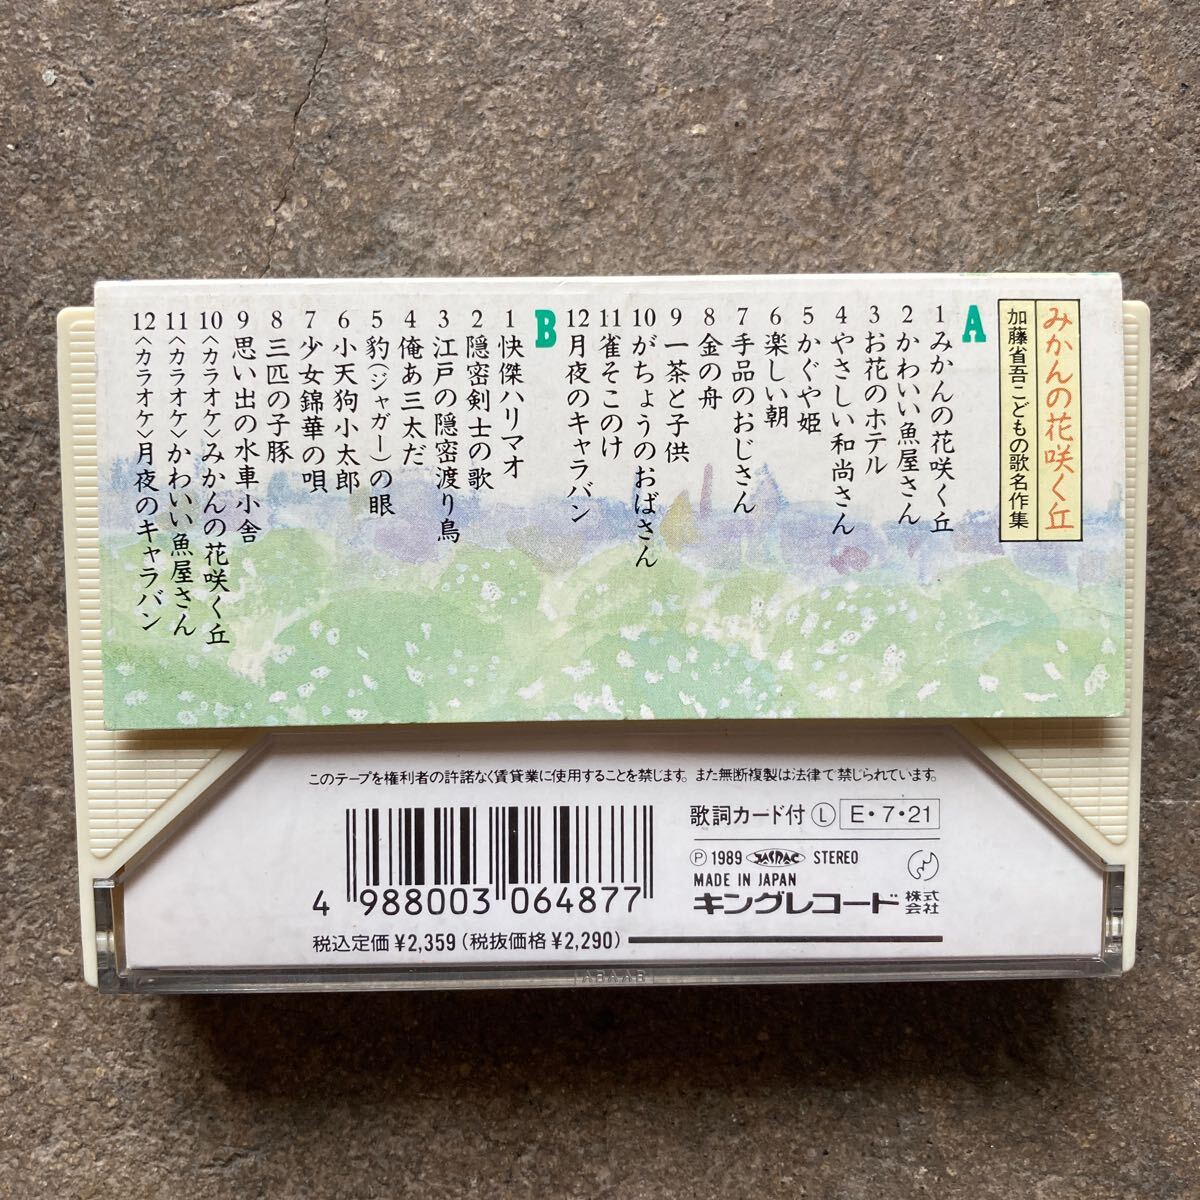 みかんの花咲く丘
加藤省吾こどもの歌名作集
A
1 みかんの花咲く丘
2 かわいい魚屋さん
3 お花のホテル
4 やさしい和尚さん
5 かぐや姫
6 楽しい朝
7 手品のおじさん
8 金の舟
9 一茶と子供
10 がちょうのおばさん
11 雀そこのけ
12 月夜のキャラバン
B
1 快傑ハリマオ
2 隠密剣士の歌
3 江戸の隠密渡り鳥
4 俺あ三太だ
5 豹(ジャガー)の眼
6 小天狗小太郎
7 少女錦華の唄
8 三匹の子豚
9 思い出の水車小舎
10 〈カラオケ〉みかんの花咲く丘
11 〈カラオケ〉かわいい魚屋さん
12 〈カラオケ〉月夜のキャラバン
このテープを権利者の許諾なく賃貸業に使用することを禁じます。また無断複製は法律で禁じられています。
歌詞カード付 Ⓛ E・7・21
Ⓟ 1989 JASRAC STEREO
MADE IN JAPAN
キングレコード株式会社
4 988003 064877
税込定価¥2,359(税抜価格¥2,290)